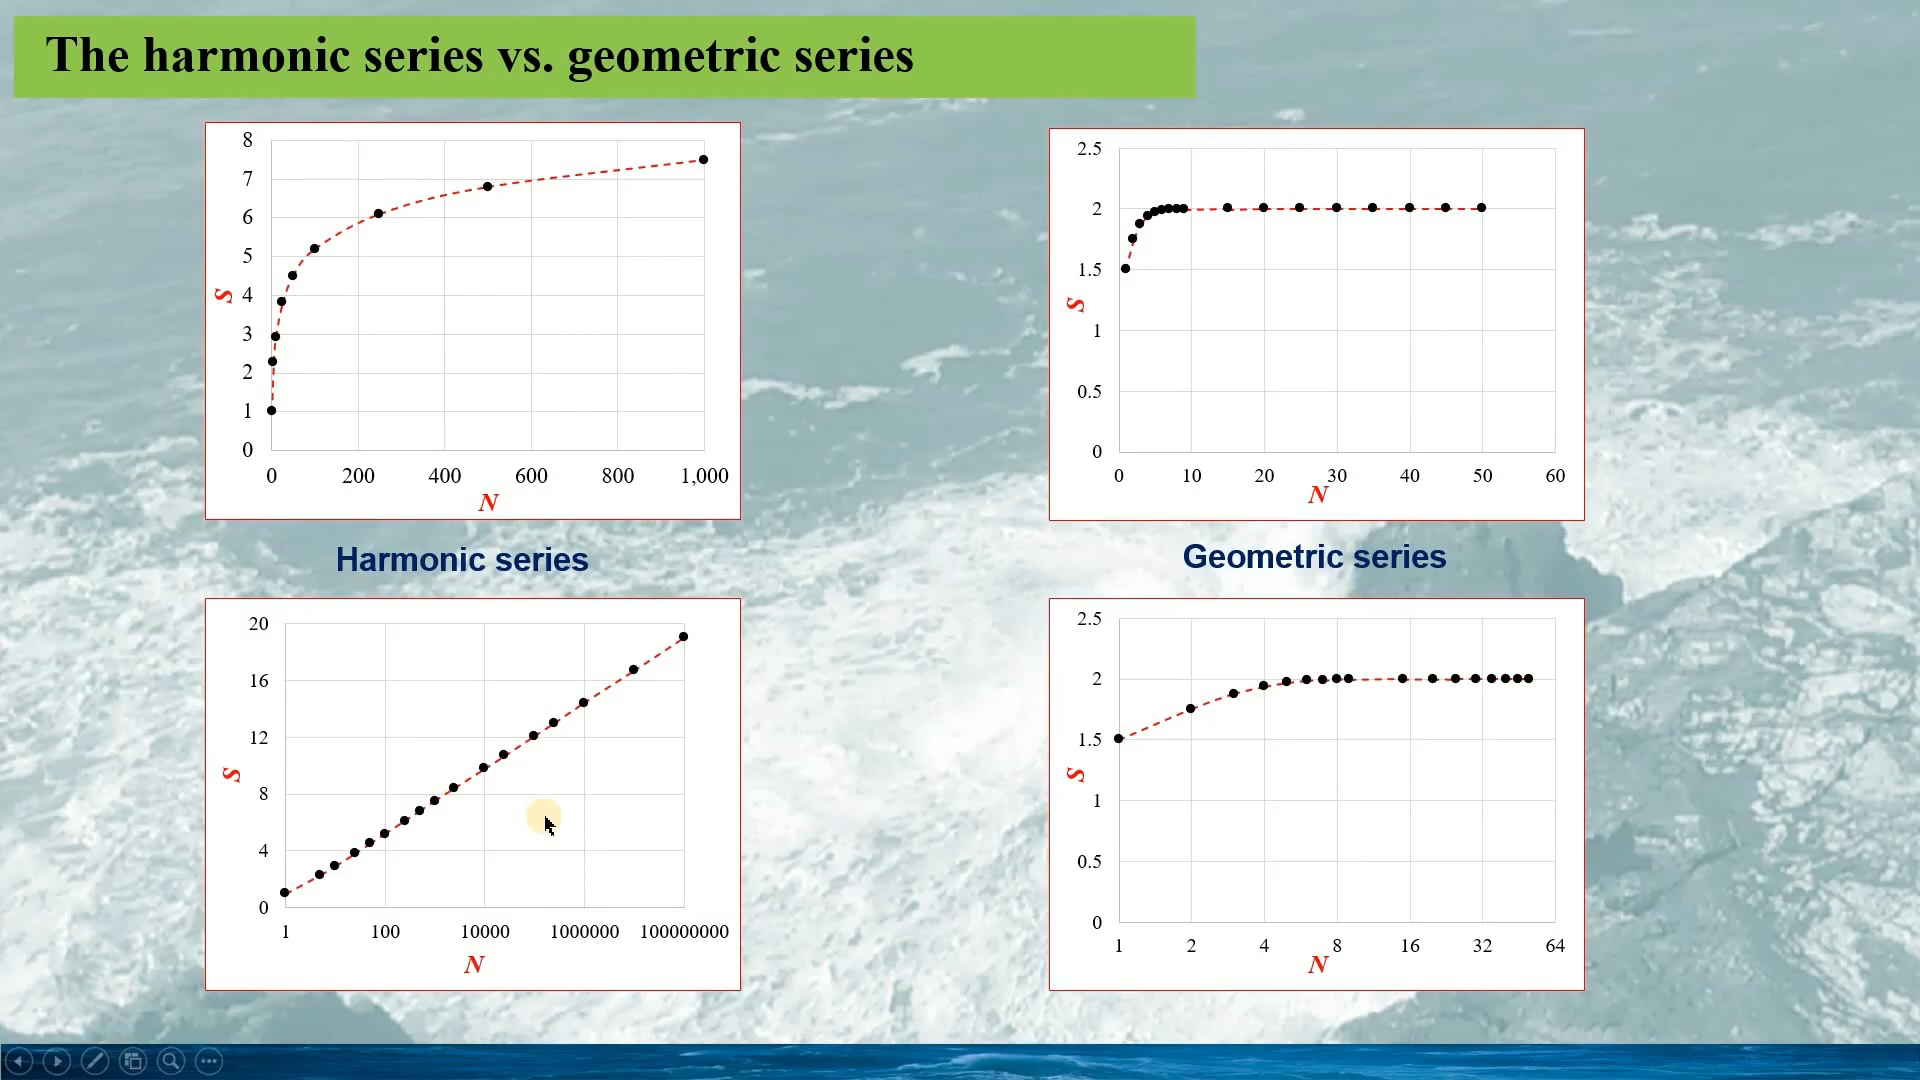 The harmonic series vs. geometric series
8
7
6
5
4
3
2
1
0
S
0 200 400 600 800 1,000
N
2.5
2
1.5
1
0.5
0
S
0 10 20 30 40 50 60
N
Harmonic series
Geometric series
20
16
12
8
4
0
S
1 100 10000 1000000 100000000
N
2.5
2
1.5
1
0.5
0
S
1 2 4 8 16 32 64
N